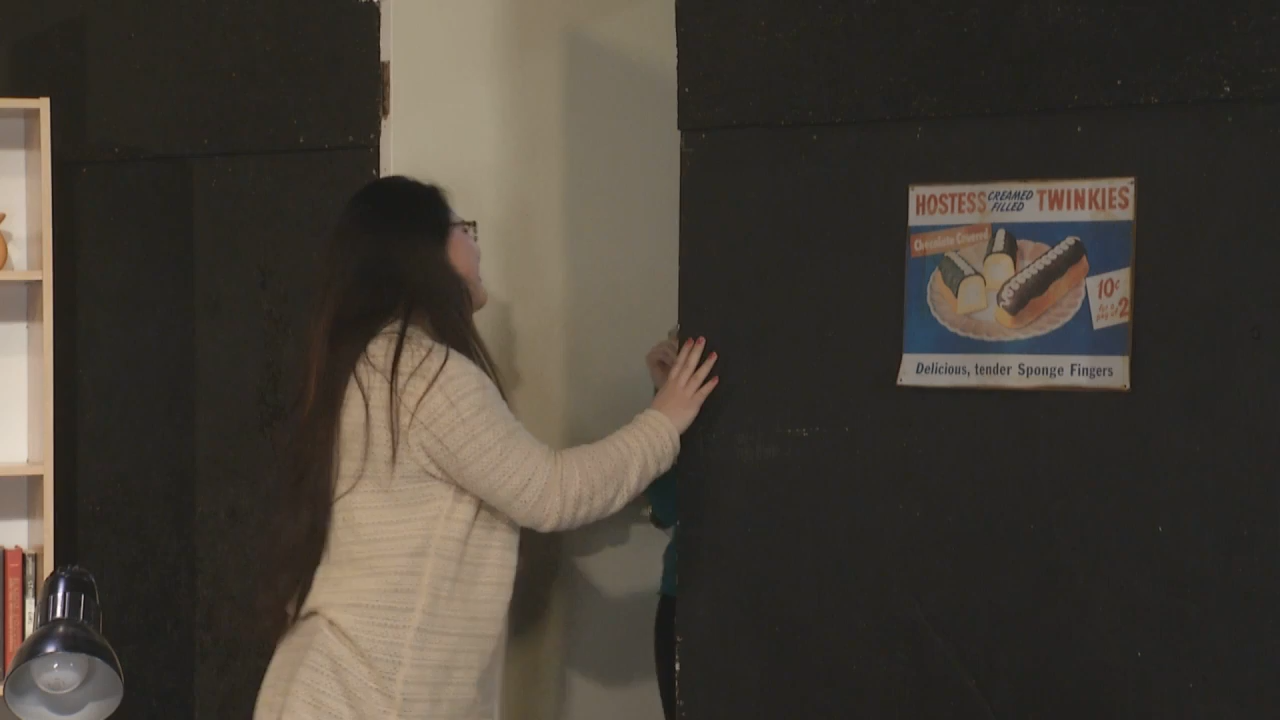 HOSTESS CREAMED FILLED TWINKIES
Chocolate Covered
10¢
2
Delicious, tender Sponge Fingers